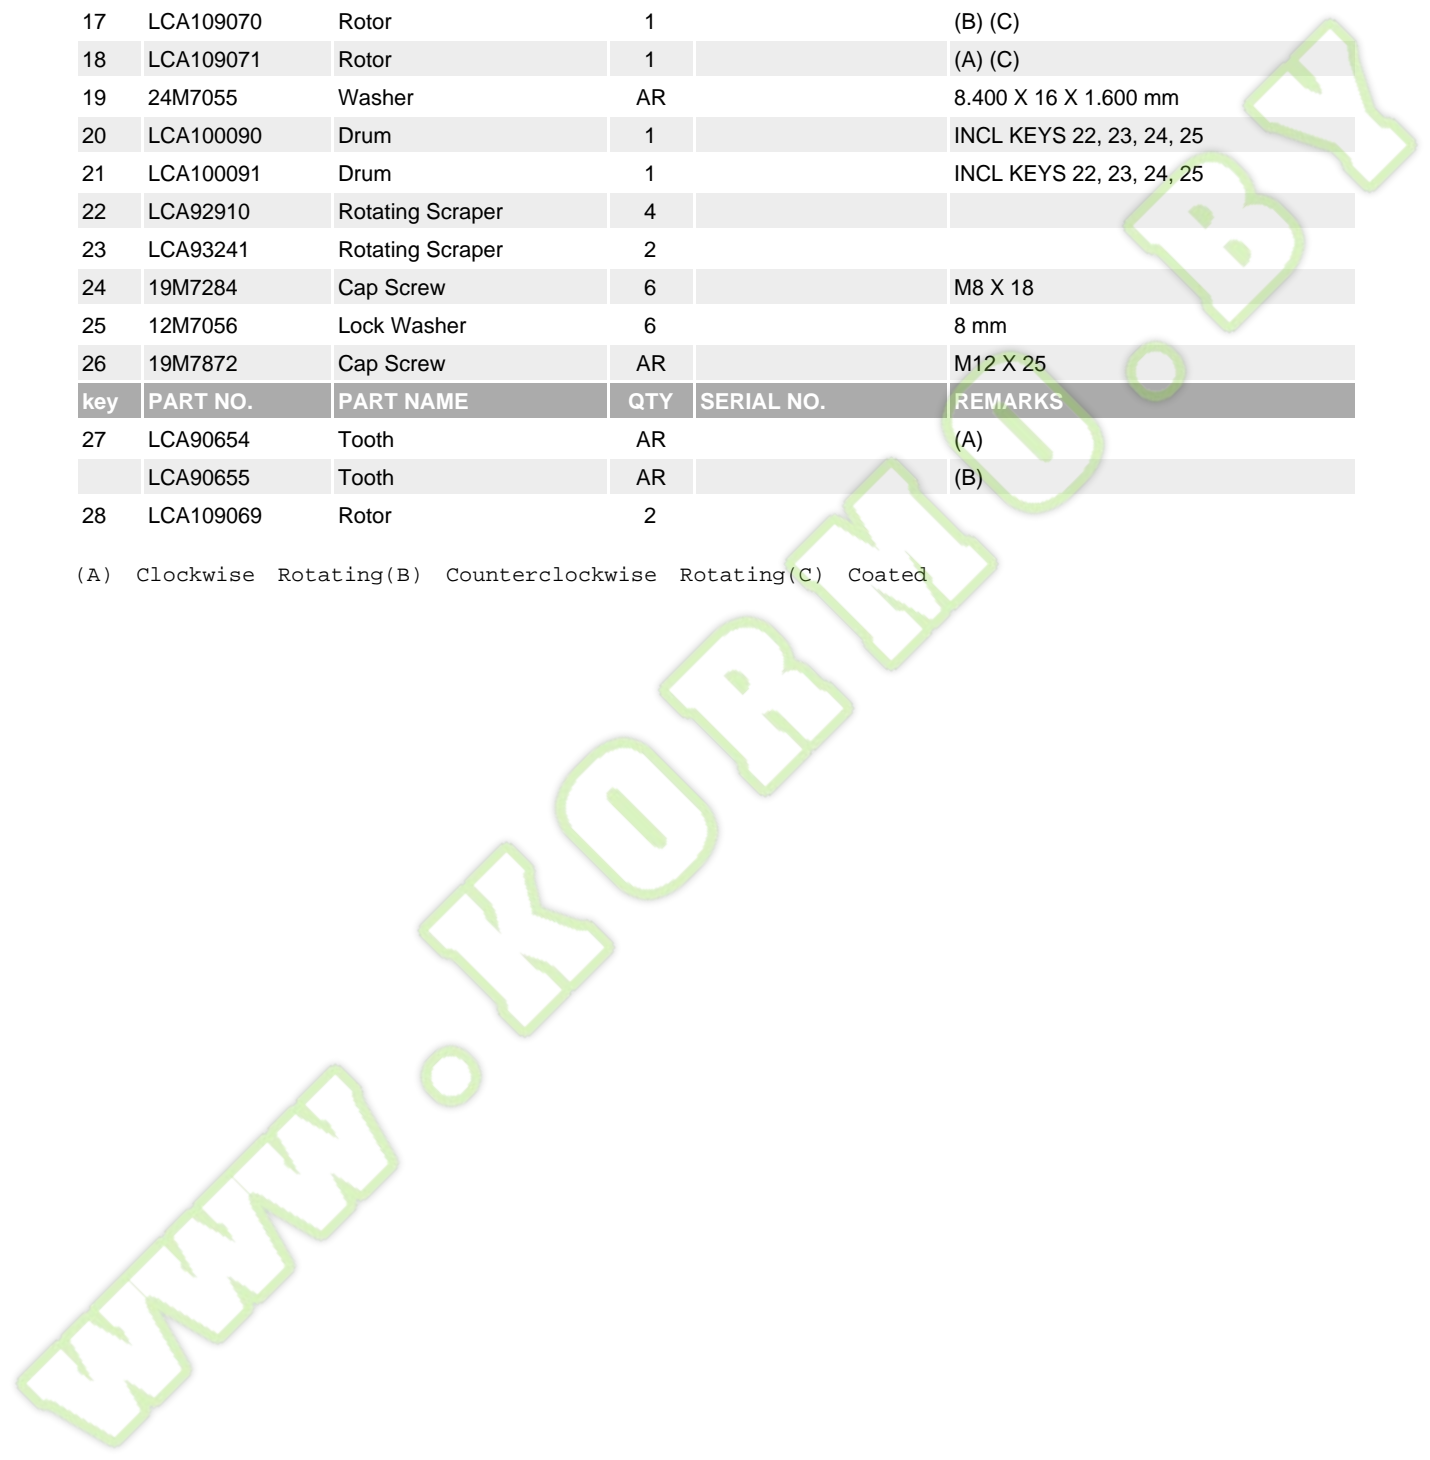 17 LCA109070 Rotor 1 (B) (C)
18 LCA109071 Rotor 1 (A) (C)
19 24M7055 Washer AR 8.400 X 16 X 1.600 mm
20 LCA100090 Drum 1 INCL KEYS 22, 23, 24, 25
21 LCA100091 Drum 1 INCL KEYS 22, 23, 24, 25
22 LCA92910 Rotating Scraper 4
23 LCA93241 Rotating Scraper 2
24 19M7284 Cap Screw 6 M8 X 18
25 12M7056 Lock Washer 6 8 mm
26 19M7872 Cap Screw AR M12 X 25
key PART NO. PART NAME QTY SERIAL NO. REMARKS
27 LCA90654 Tooth AR (A)
LCA90655 Tooth AR (B)
28 LCA109069 Rotor 2
(A) Clockwise Rotating(B) Counterclockwise Rotating(C) Coated
WWW.KORMO.BY